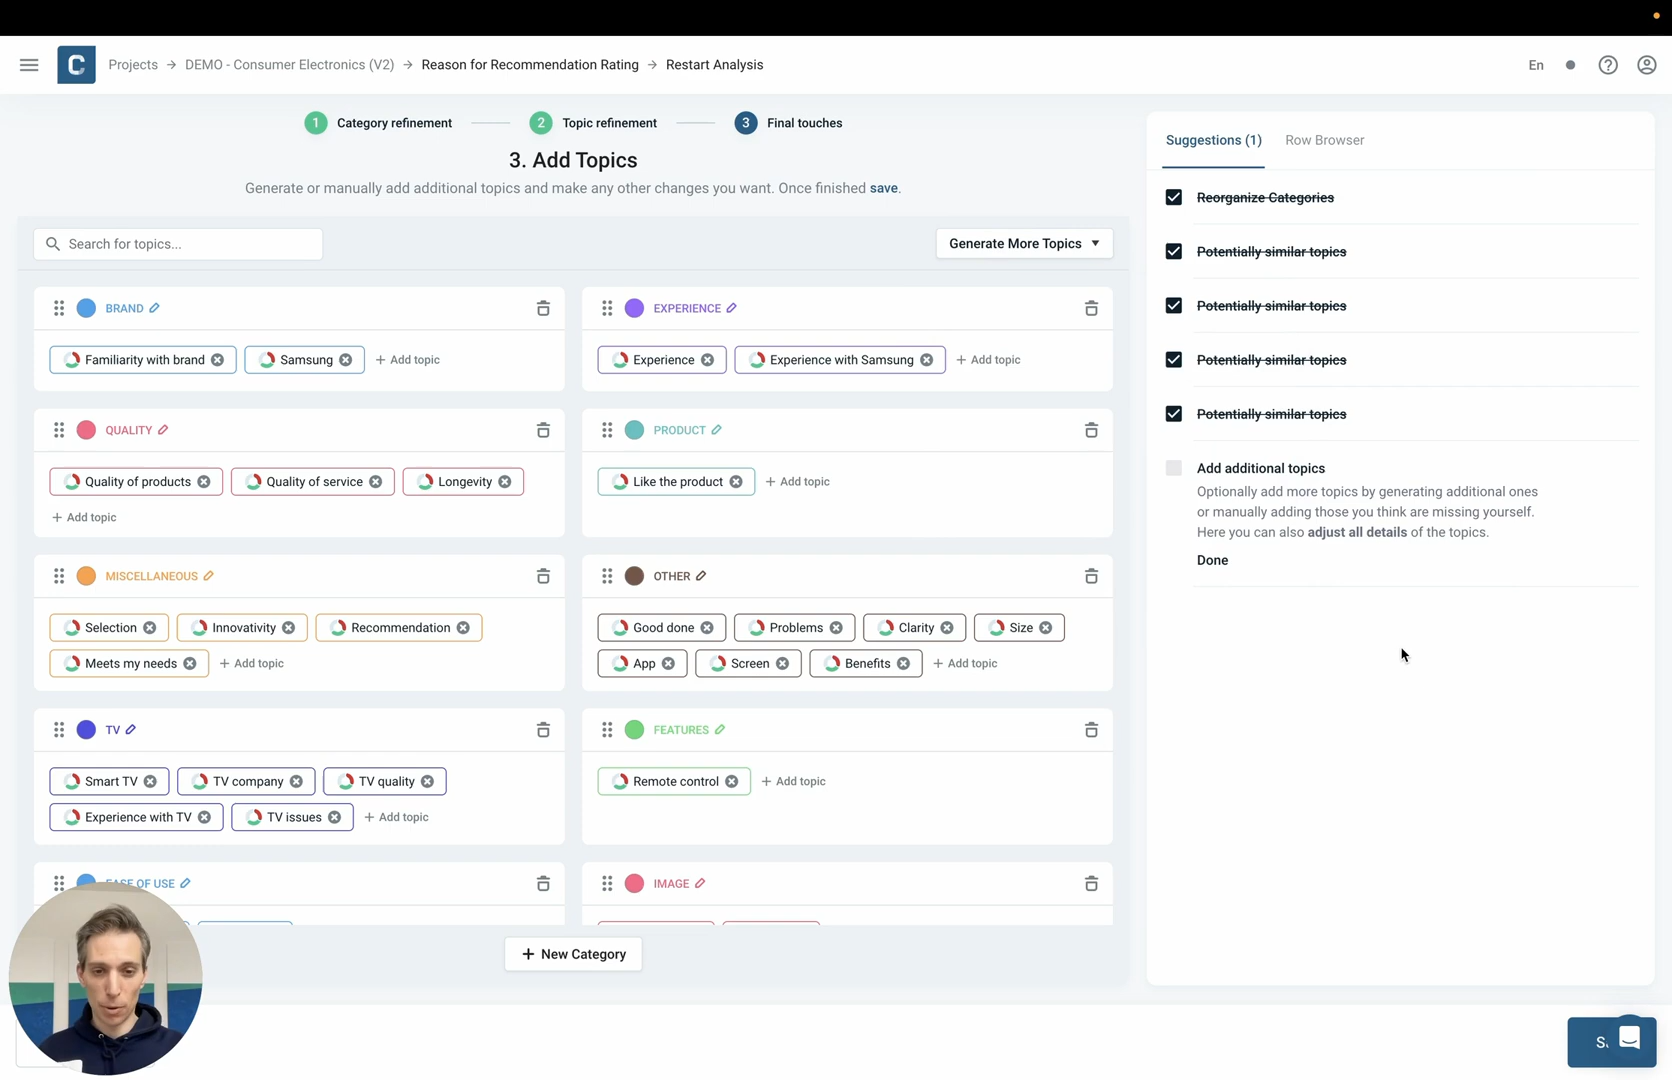 C Projects → DEMO - Consumer Electronics (V2) → Reason for Recommendation Rating → Restart Analysis En ?
1 Category refinement 2 Topic refinement 3 Final touches
3. Add Topics
Generate or manually add additional topics and make any other changes you want. Once finished save.
Search for topics... Generate More Topics
BRAND
Familiarity with brand Samsung + Add topic
EXPERIENCE
Experience Experience with Samsung + Add topic
QUALITY
Quality of products Quality of service Longevity
+ Add topic
PRODUCT
Like the product + Add topic
MISCELLANEOUS
Selection Innovativity Recommendation
Meets my needs + Add topic
OTHER
Good done Problems Clarity Size
App Screen Benefits + Add topic
TV
Smart TV TV company TV quality
Experience with TV TV issues + Add topic
FEATURES
Remote control + Add topic
EASE OF USE
IMAGE
+ New Category
Suggestions (1) Row Browser
Reorganize Categories
Potentially similar topics
Potentially similar topics
Potentially similar topics
Potentially similar topics
Add additional topics
Optionally add more topics by generating additional ones
or manually adding those you think are missing yourself.
Here you can also adjust all details of the topics.
Done